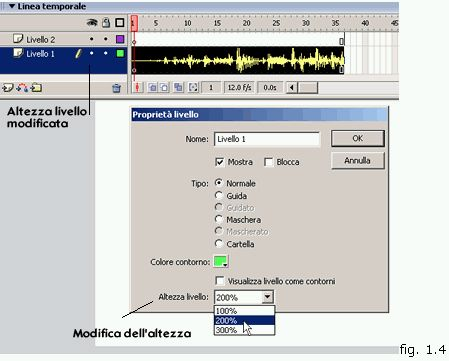 Linea temporale
1 5 10 15 20 25 30 35 40 45
Livello 2
Livello 1
1 12.0 F/s 0.0s
Altezza livello
modificata
Proprietà livello
Nome: Livello 1
OK
Mostra Blocca
Annulla
Tipo: Normale
Guida
Guidato
Maschera
Mascherato
Cartella
Colore contorno:
Visualizza livello come contorni
Altezza livello: 200%
100%
200%
300%
Modifica dell'altezza
fig. 1.4